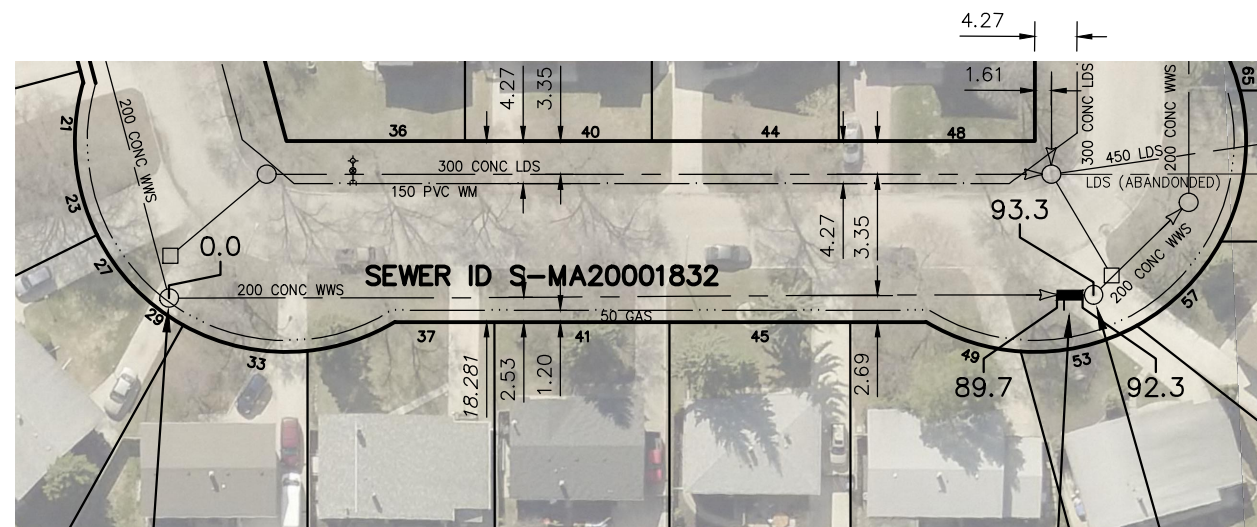 4.27
1.61
4.27
3.35
65
21
200 CONC WWS
36
40
44
48
300 CONC LDS
300 CONC LDS
200 CONC WWS
450 LDS
LDS (ABANDONDED)
150 PVC WM
23
93.3
4.27
3.35
0.0
27
SEWER ID S-MA20001832
200 CONC WWS
200 CONC WWS
57
29
50 GAS
37
41
45
33
49
53
18.281
2.53
1.20
2.69
89.7
92.3